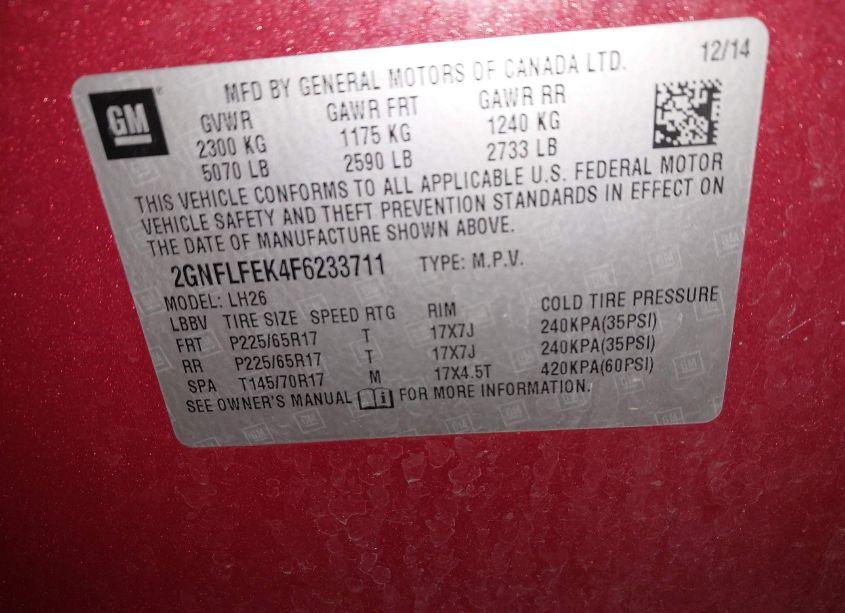 GM
MFD BY GENERAL MOTORS OF CANADA LTD. 12/14
GVWR GAWR FRT GAWR RR
2300 KG 1175 KG 1240 KG
5070 LB 2590 LB 2733 LB
THIS VEHICLE CONFORMS TO ALL APPLICABLE U.S. FEDERAL MOTOR
VEHICLE SAFETY AND THEFT PREVENTION STANDARDS IN EFFECT ON
THE DATE OF MANUFACTURE SHOWN ABOVE.
2GNFLFEK4F6233711 TYPE: M.P.V.
MODEL: LH26
LBBV TIRE SIZE SPEED RTG RIM COLD TIRE PRESSURE
FRT P225/65R17 T 17X7J 240KPA(35PSI)
RR P225/65R17 T 17X7J 240KPA(35PSI)
SPA T145/70R17 M 17X4.5T 420KPA(60PSI)
SEE OWNER'S MANUAL FOR MORE INFORMATION.